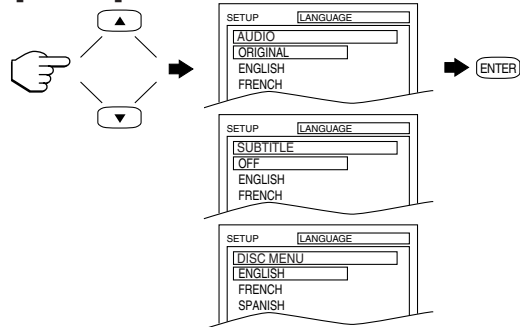 SETUP LANGUAGE
AUDIO
ORIGINAL
ENGLISH
FRENCH
ENTER
SETUP LANGUAGE
SUBTITLE
OFF
ENGLISH
FRENCH
SETUP LANGUAGE
DISC MENU
ENGLISH
FRENCH
SPANISH